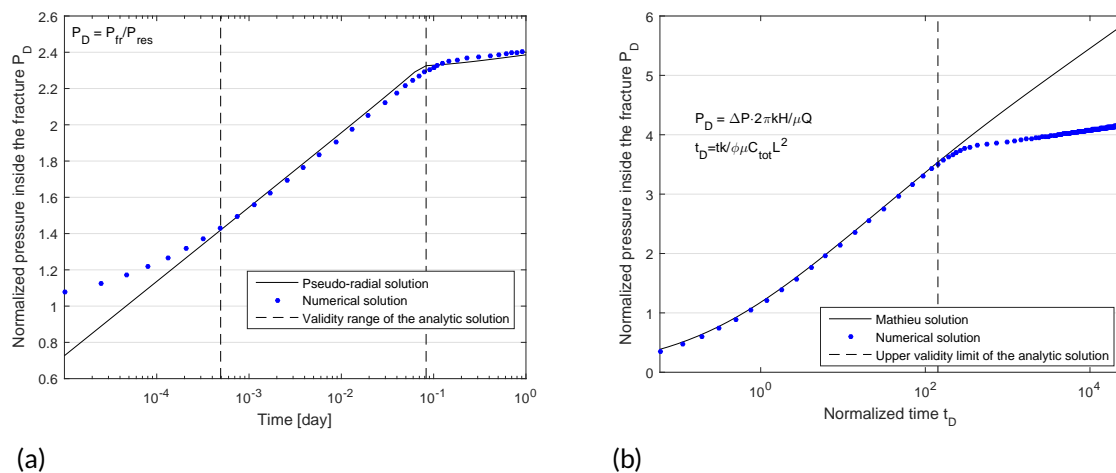 2.6
2.4
2.2
2
1.8
1.6
1.4
1.2
1
0.8
0.6
Normalized pressure inside the fracture P_D
P_D = P_fr/P_res
Pseudo-radial solution
Numerical solution
Validity range of the analytic solution
10^-4 10^-3 10^-2 10^-1 10^0
Time [day]
(a)
6
5
4
3
2
1
0
Normalized pressure inside the fracture P_D
P_D = ΔP·2πkH/μQ
t_D=tk/ϕμC_totL^2
Mathieu solution
Numerical solution
Upper validity limit of the analytic solution
10^0 10^2 10^4
Normalized time t_D
(b)